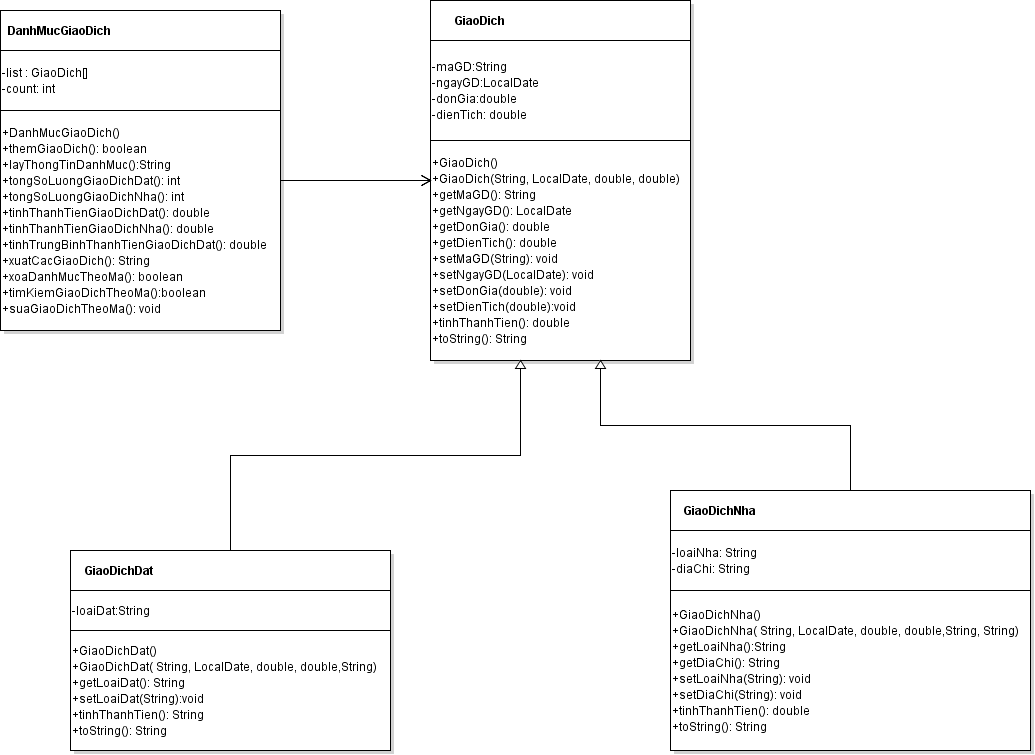 DanhMucGiaoDich
-list : GiaoDich[]
-count: int
+DanhMucGiaoDich()
+themGiaoDich(): boolean
+layThongTinDanhMuc():String
+tongSoLuongGiaoDichDat(): int
+tongSoLuongGiaoDichNha(): int
+tinhThanhTienGiaoDichDat(): double
+tinhThanhTienGiaoDichNha(): double
+tinhTrungBinhThanhTienGiaoDichDat(): double
+xuatCacGiaoDich(): String
+xoaDanhMucTheoMa(): boolean
+timKiemGiaoDichTheoMa():boolean
+suaGiaoDichTheoMa(): void
GiaoDich
-maGD:String
-ngayGD:LocalDate
-donGia:double
-dienTich: double
+GiaoDich()
+GiaoDich(String, LocalDate, double, double)
+getMaGD(): String
+getNgayGD(): LocalDate
+getDonGia(): double
+getDienTich(): double
+setMaGD(String): void
+setNgayGD(LocalDate): void
+setDonGia(double): void
+setDienTich(double):void
+tinhThanhTien(): double
+toString(): String
GiaoDichDat
-loaiDat:String
+GiaoDichDat()
+GiaoDichDat( String, LocalDate, double, double,String)
+getLoaiDat(): String
+setLoaiDat(String):void
+tinhThanhTien(): String
+toString(): String
GiaoDichNha
-loaiNha: String
-diaChi: String
+GiaoDichNha()
+GiaoDichNha( String, LocalDate, double, double,String, String)
+getLoaiNha():String
+getDiaChi(): String
+setLoaiNha(String): void
+setDiaChi(String): void
+tinhThanhTien(): double
+toString(): String